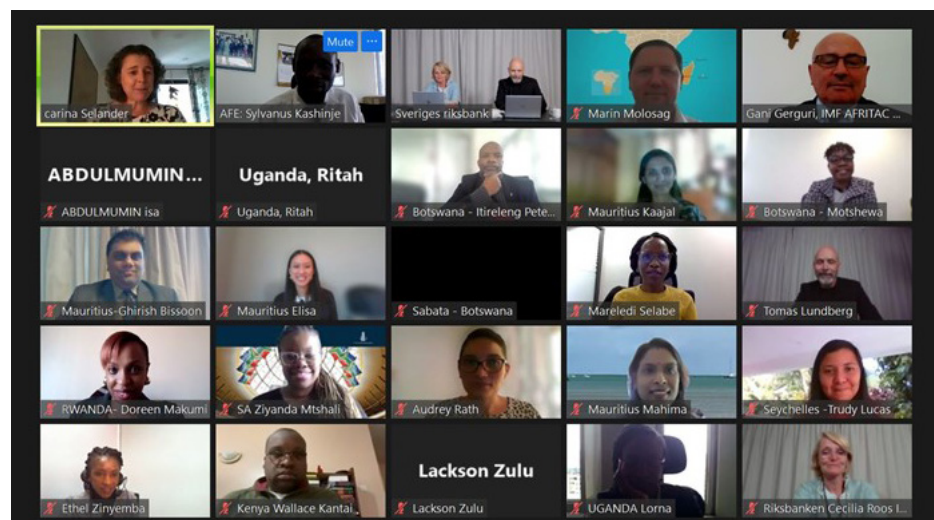 Mute ...
carina Selander
AFE: Sylvanus Kashinje
Sveriges riksbank
Marin Molosag
Gani Gerguri, IMF AFRITAC ...
ABDULMUMIN...
ABDULMUMIN isa
Uganda, Ritah
Uganda, Ritah
Botswana - Itireleng Pete...
Mauritius Kaajal
Botswana - Motshewa
Mauritius-Ghirish Bissoon
Mauritius Elisa
Sabata - Botswana
Mareledi Selabe
Tomas Lundberg
RWANDA- Doreen Makumi
SA Ziyanda Mtshali
Audrey Rath
Mauritius Mahima
Seychelles -Trudy Lucas
Ethel Zinyemba
Kenya Wallace Kantai
Lackson Zulu
Lackson Zulu
UGANDA Lorna
Riksbanken Cecilia Roos I...